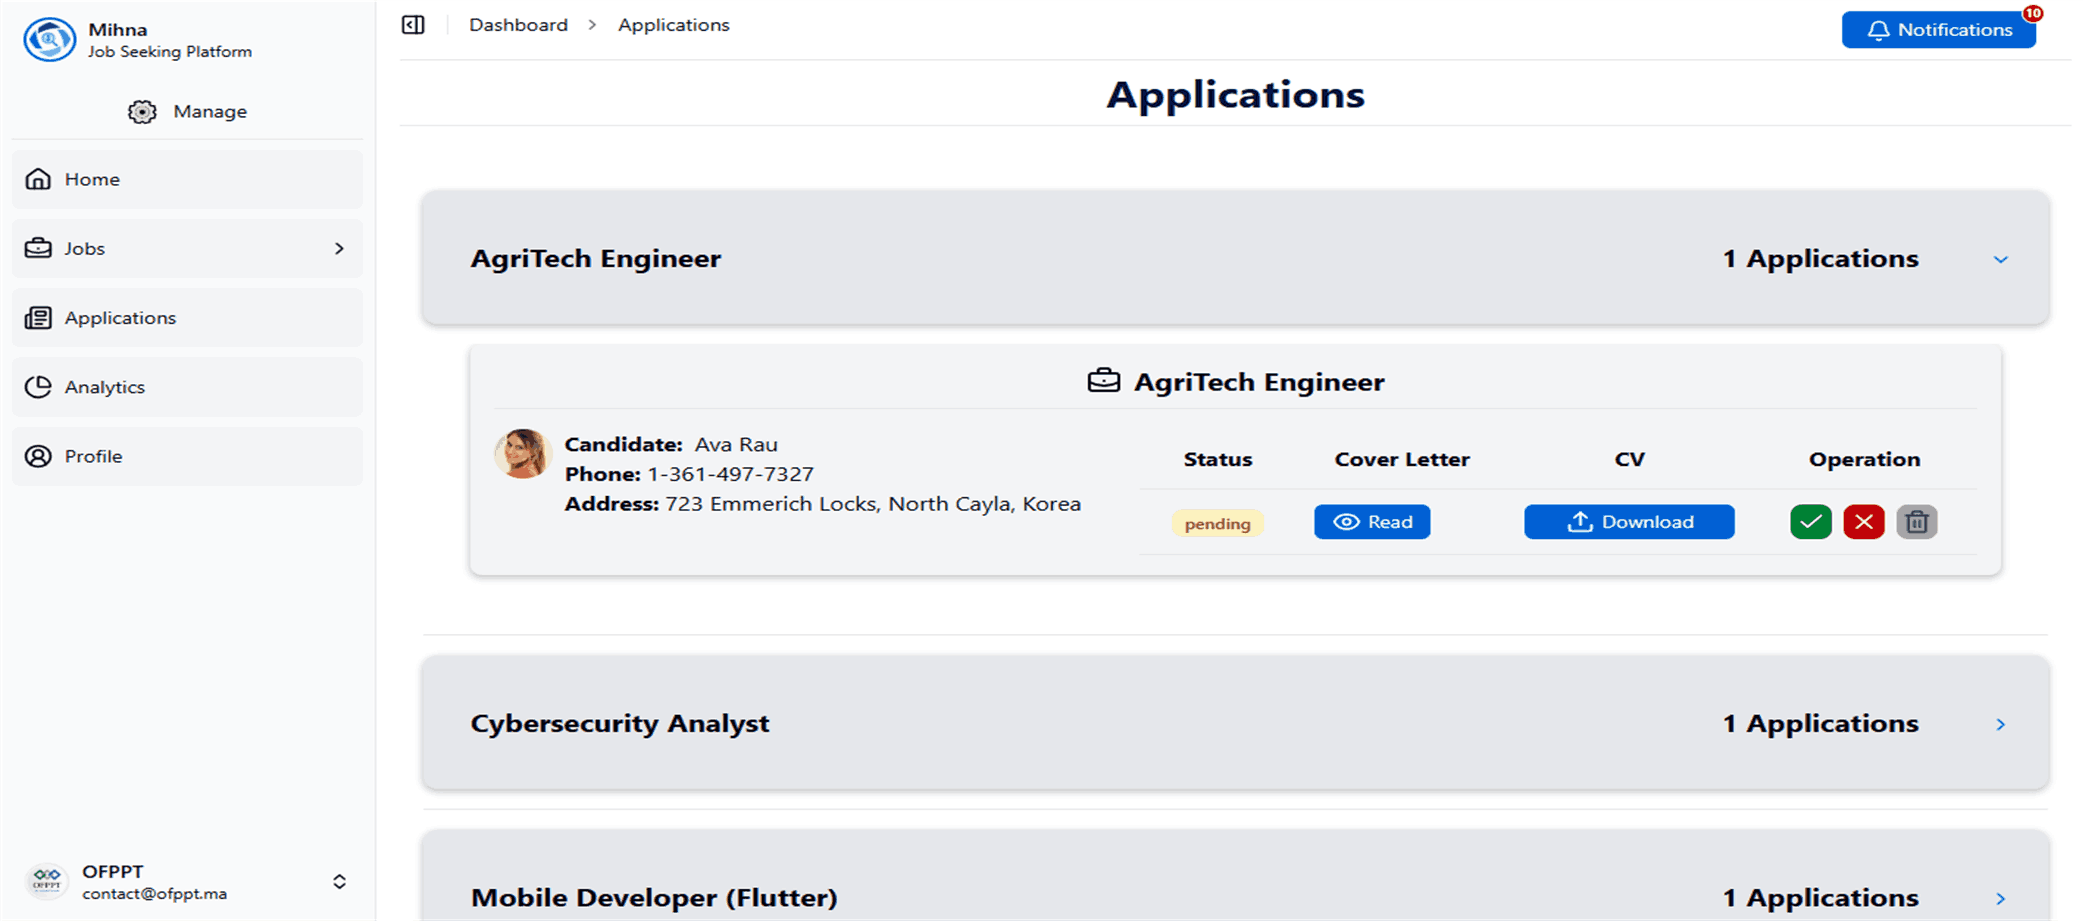 Mihna
Job Seeking Platform
Manage
Home
Jobs
Applications
Analytics
Profile
OFPPT
OFPPT
contact@ofppt.ma
Dashboard > Applications
Notifications
10
Applications
AgriTech Engineer 1 Applications
AgriTech Engineer
Candidate: Ava Rau
Phone: 1-361-497-7327
Address: 723 Emmerich Locks, North Cayla, Korea
Status Cover Letter CV Operation
pending Read Download
Cybersecurity Analyst 1 Applications
Mobile Developer (Flutter) 1 Applications